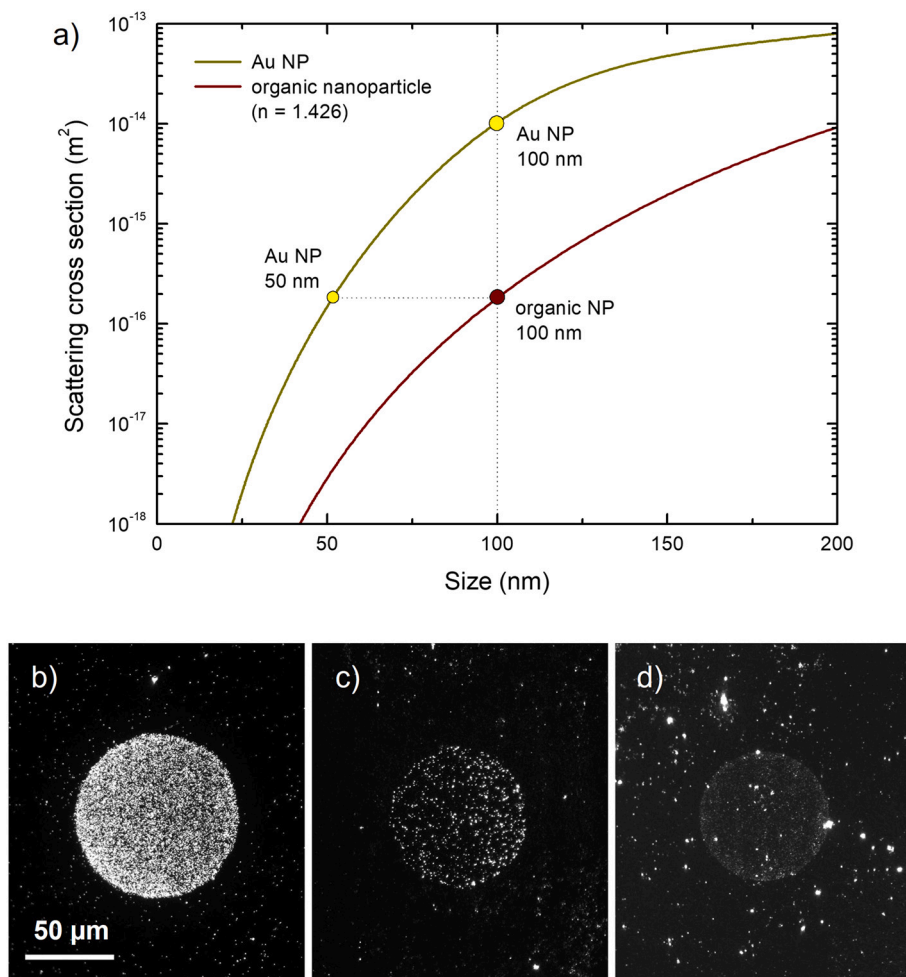 a)
10⁻¹³
10⁻¹⁴
10⁻¹⁵
10⁻¹⁶
10⁻¹⁷
10⁻¹⁸
Scattering cross section (m²)
Au NP
organic nanoparticle
(n = 1.426)
Au NP
100 nm
Au NP
50 nm
organic NP
100 nm
0
50
100
150
200
Size (nm)
b)
c)
d)
50 µm